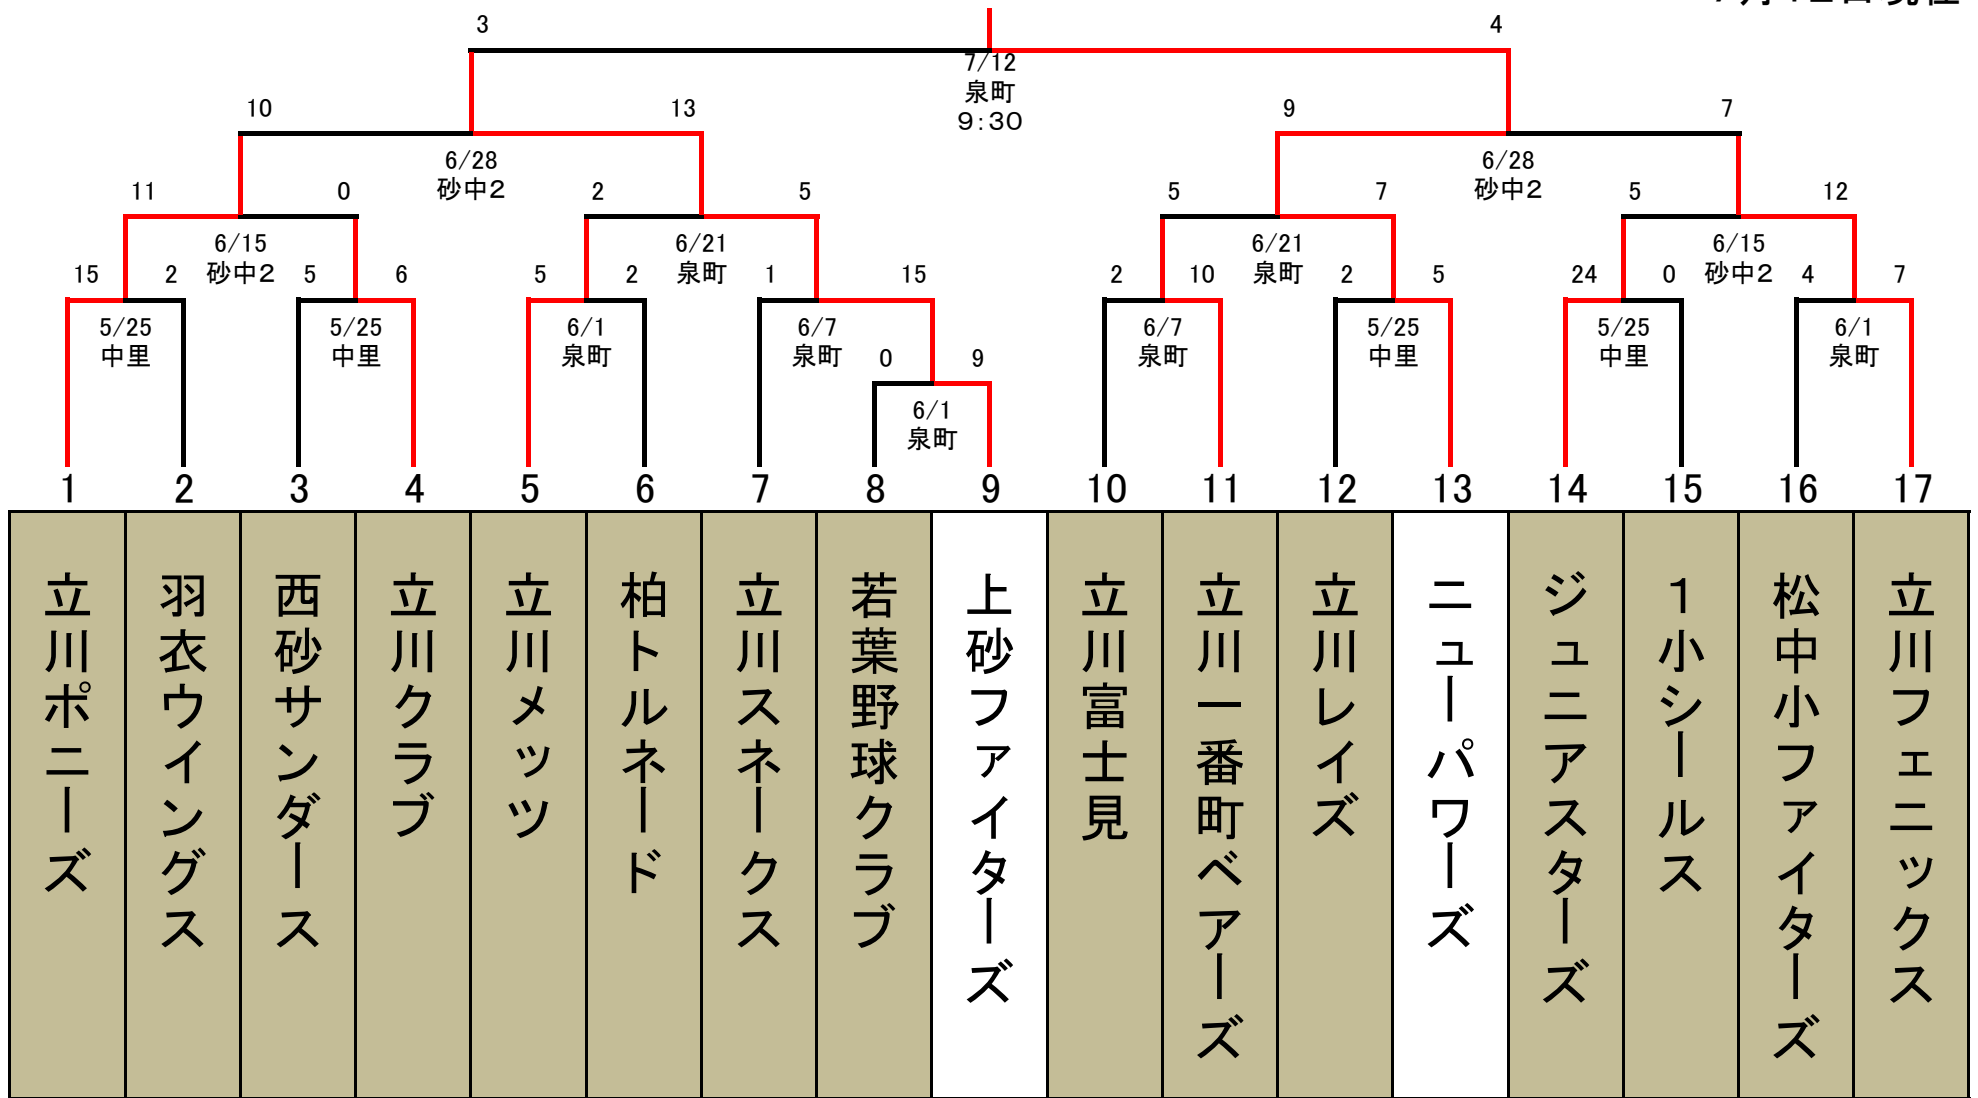 3 4
7/12
泉町
9:30
10 13 9 7
6/28 6/28
砂中2 砂中2
11 0 2 5 5 7 5 12
6/15 6/21 6/21 6/15
砂中2 泉町 泉町 砂中2
15 2 5 6 5 2 1 15 2 10 2 5 24 0 4 7
5/25 5/25 6/1 6/7 6/7 5/25 5/25 6/1
中里 中里 泉町 泉町 泉町 中里 中里 泉町
0 9
6/1
泉町
1 2 3 4 5 6 7 8 9 10 11 12 13 14 15 16 17
立川ポニーズ
羽衣ウイングス
西砂サンダース
立川クラブ
立川メッツ
柏トルネード
立川スネークス
若葉野球クラブ
上砂ファイターズ
立川富士見
立川一番町ベアーズ
立川レイズ
ニューパワーズ
ジュニアスターズ
1小シールス
松中小ファイターズ
立川フェニックス